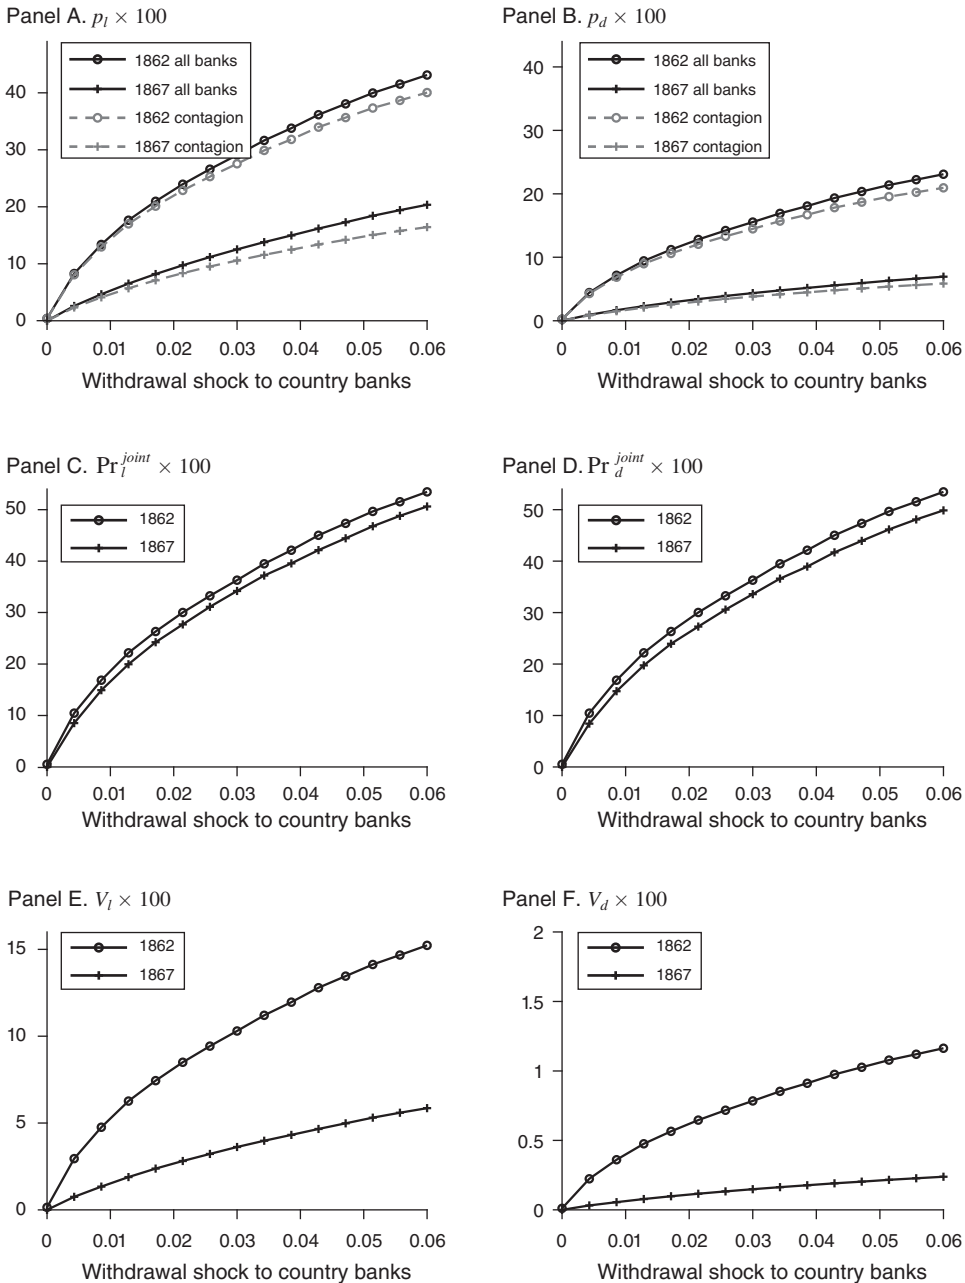 Panel A. p_l × 100
40
30
20
10
0
1862 all banks
1867 all banks
1862 contagion
1867 contagion
0 0.01 0.02 0.03 0.04 0.05 0.06
Withdrawal shock to country banks
Panel B. p_d × 100
40
30
20
10
0
1862 all banks
1867 all banks
1862 contagion
1867 contagion
0 0.01 0.02 0.03 0.04 0.05 0.06
Withdrawal shock to country banks
Panel C. Pr_l^joint × 100
50
40
30
20
10
0
1862
1867
0 0.01 0.02 0.03 0.04 0.05 0.06
Withdrawal shock to country banks
Panel D. Pr_d^joint × 100
50
40
30
20
10
0
1862
1867
0 0.01 0.02 0.03 0.04 0.05 0.06
Withdrawal shock to country banks
Panel E. V_l × 100
15
10
5
0
1862
1867
0 0.01 0.02 0.03 0.04 0.05 0.06
Withdrawal shock to country banks
Panel F. V_d × 100
2
1.5
1
0.5
0
1862
1867
0 0.01 0.02 0.03 0.04 0.05 0.06
Withdrawal shock to country banks